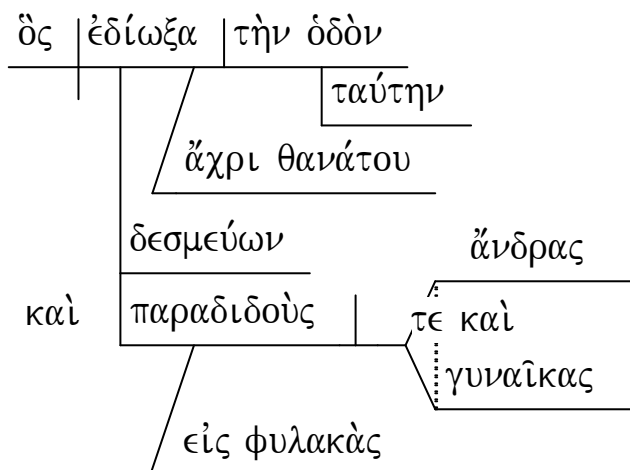 ὃς ἐδίωξα τὴν ὁδὸν
ταύτην
ἄχρι θανάτου
δεσμεύων
ἄνδρας
καὶ παραδιδοὺς τε καὶ
γυναῖκας
εἰς φυλακὰς